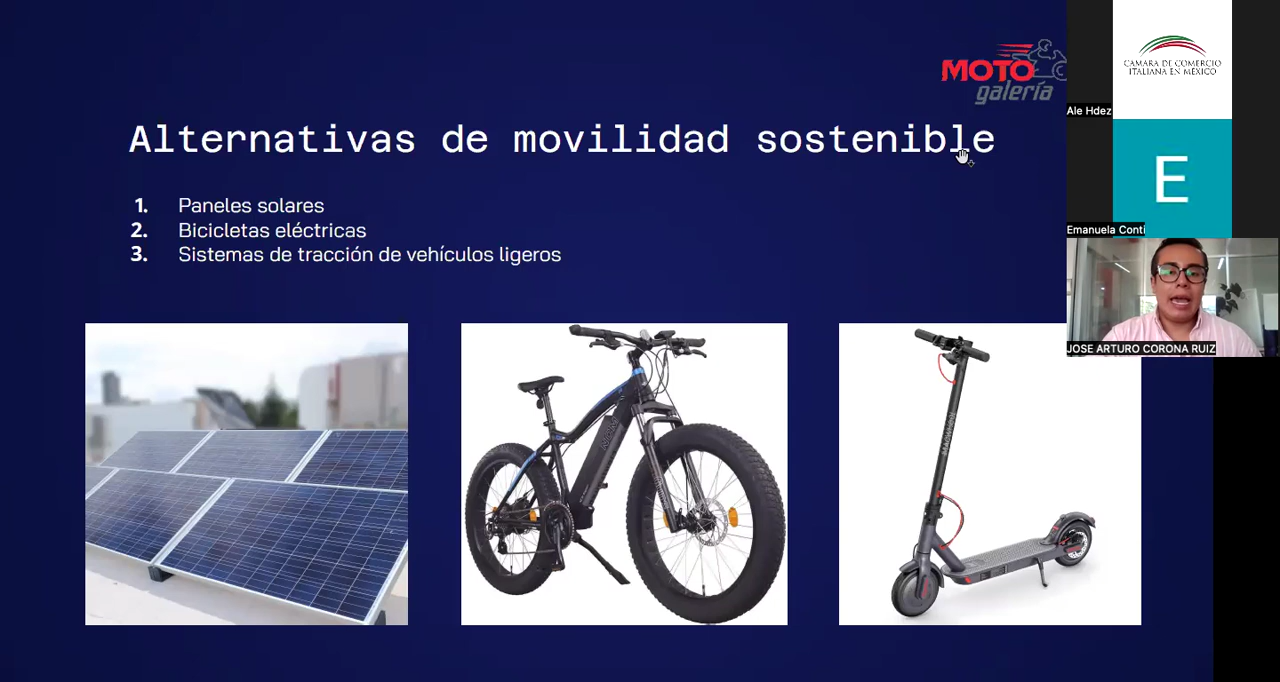 MOTO
galería
Alternativas de movilidad sostenible
1. Paneles solares
2. Bicicletas eléctricas
3. Sistemas de tracción de vehículos ligeros
CAMARA DE COMERCIO
ITALIANA EN MÉXICO
Ale Hdez
E
Emanuela Conti
JOSE ARTURO CORONA RUIZ